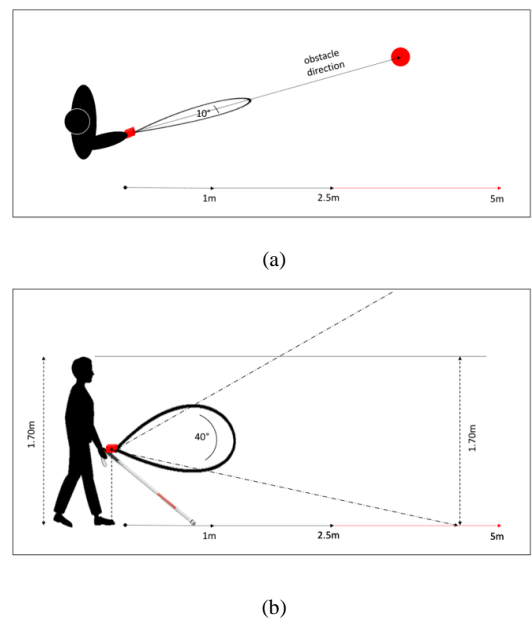 obstacle
direction
10°
1m
2.5m
5m
(a)
1.70m
40°
1.70m
1m
2.5m
5m
(b)